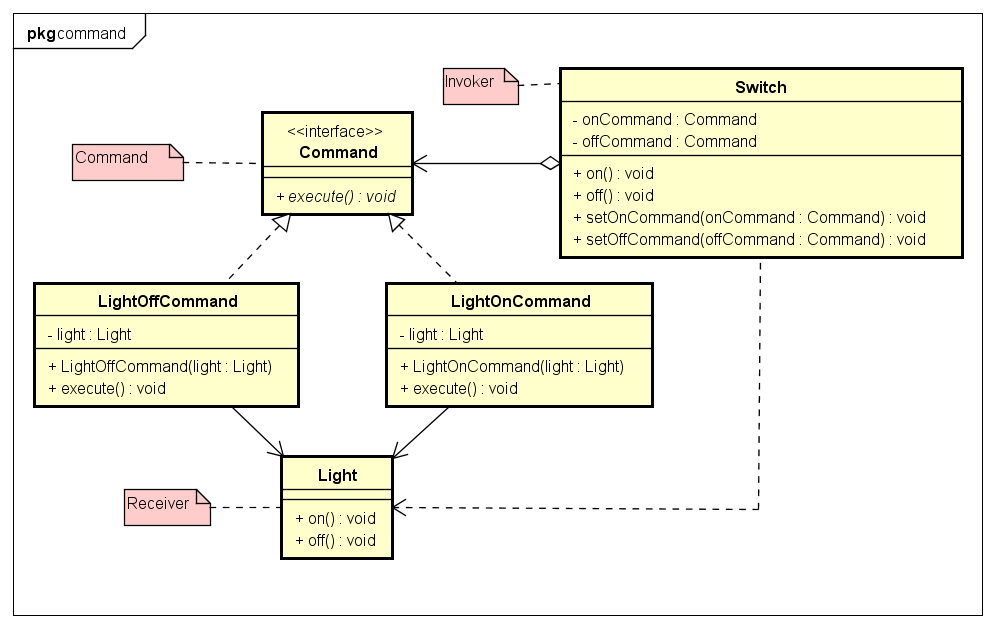 pkg command
Invoker
Switch
- onCommand : Command
- offCommand : Command
+ on() : void
+ off() : void
+ setOnCommand(onCommand : Command) : void
+ setOffCommand(offCommand : Command) : void
Command
<<interface>>
Command
+ execute() : void
LightOffCommand
- light : Light
+ LightOffCommand(light : Light)
+ execute() : void
LightOnCommand
- light : Light
+ LightOnCommand(light : Light)
+ execute() : void
Receiver
Light
+ on() : void
+ off() : void